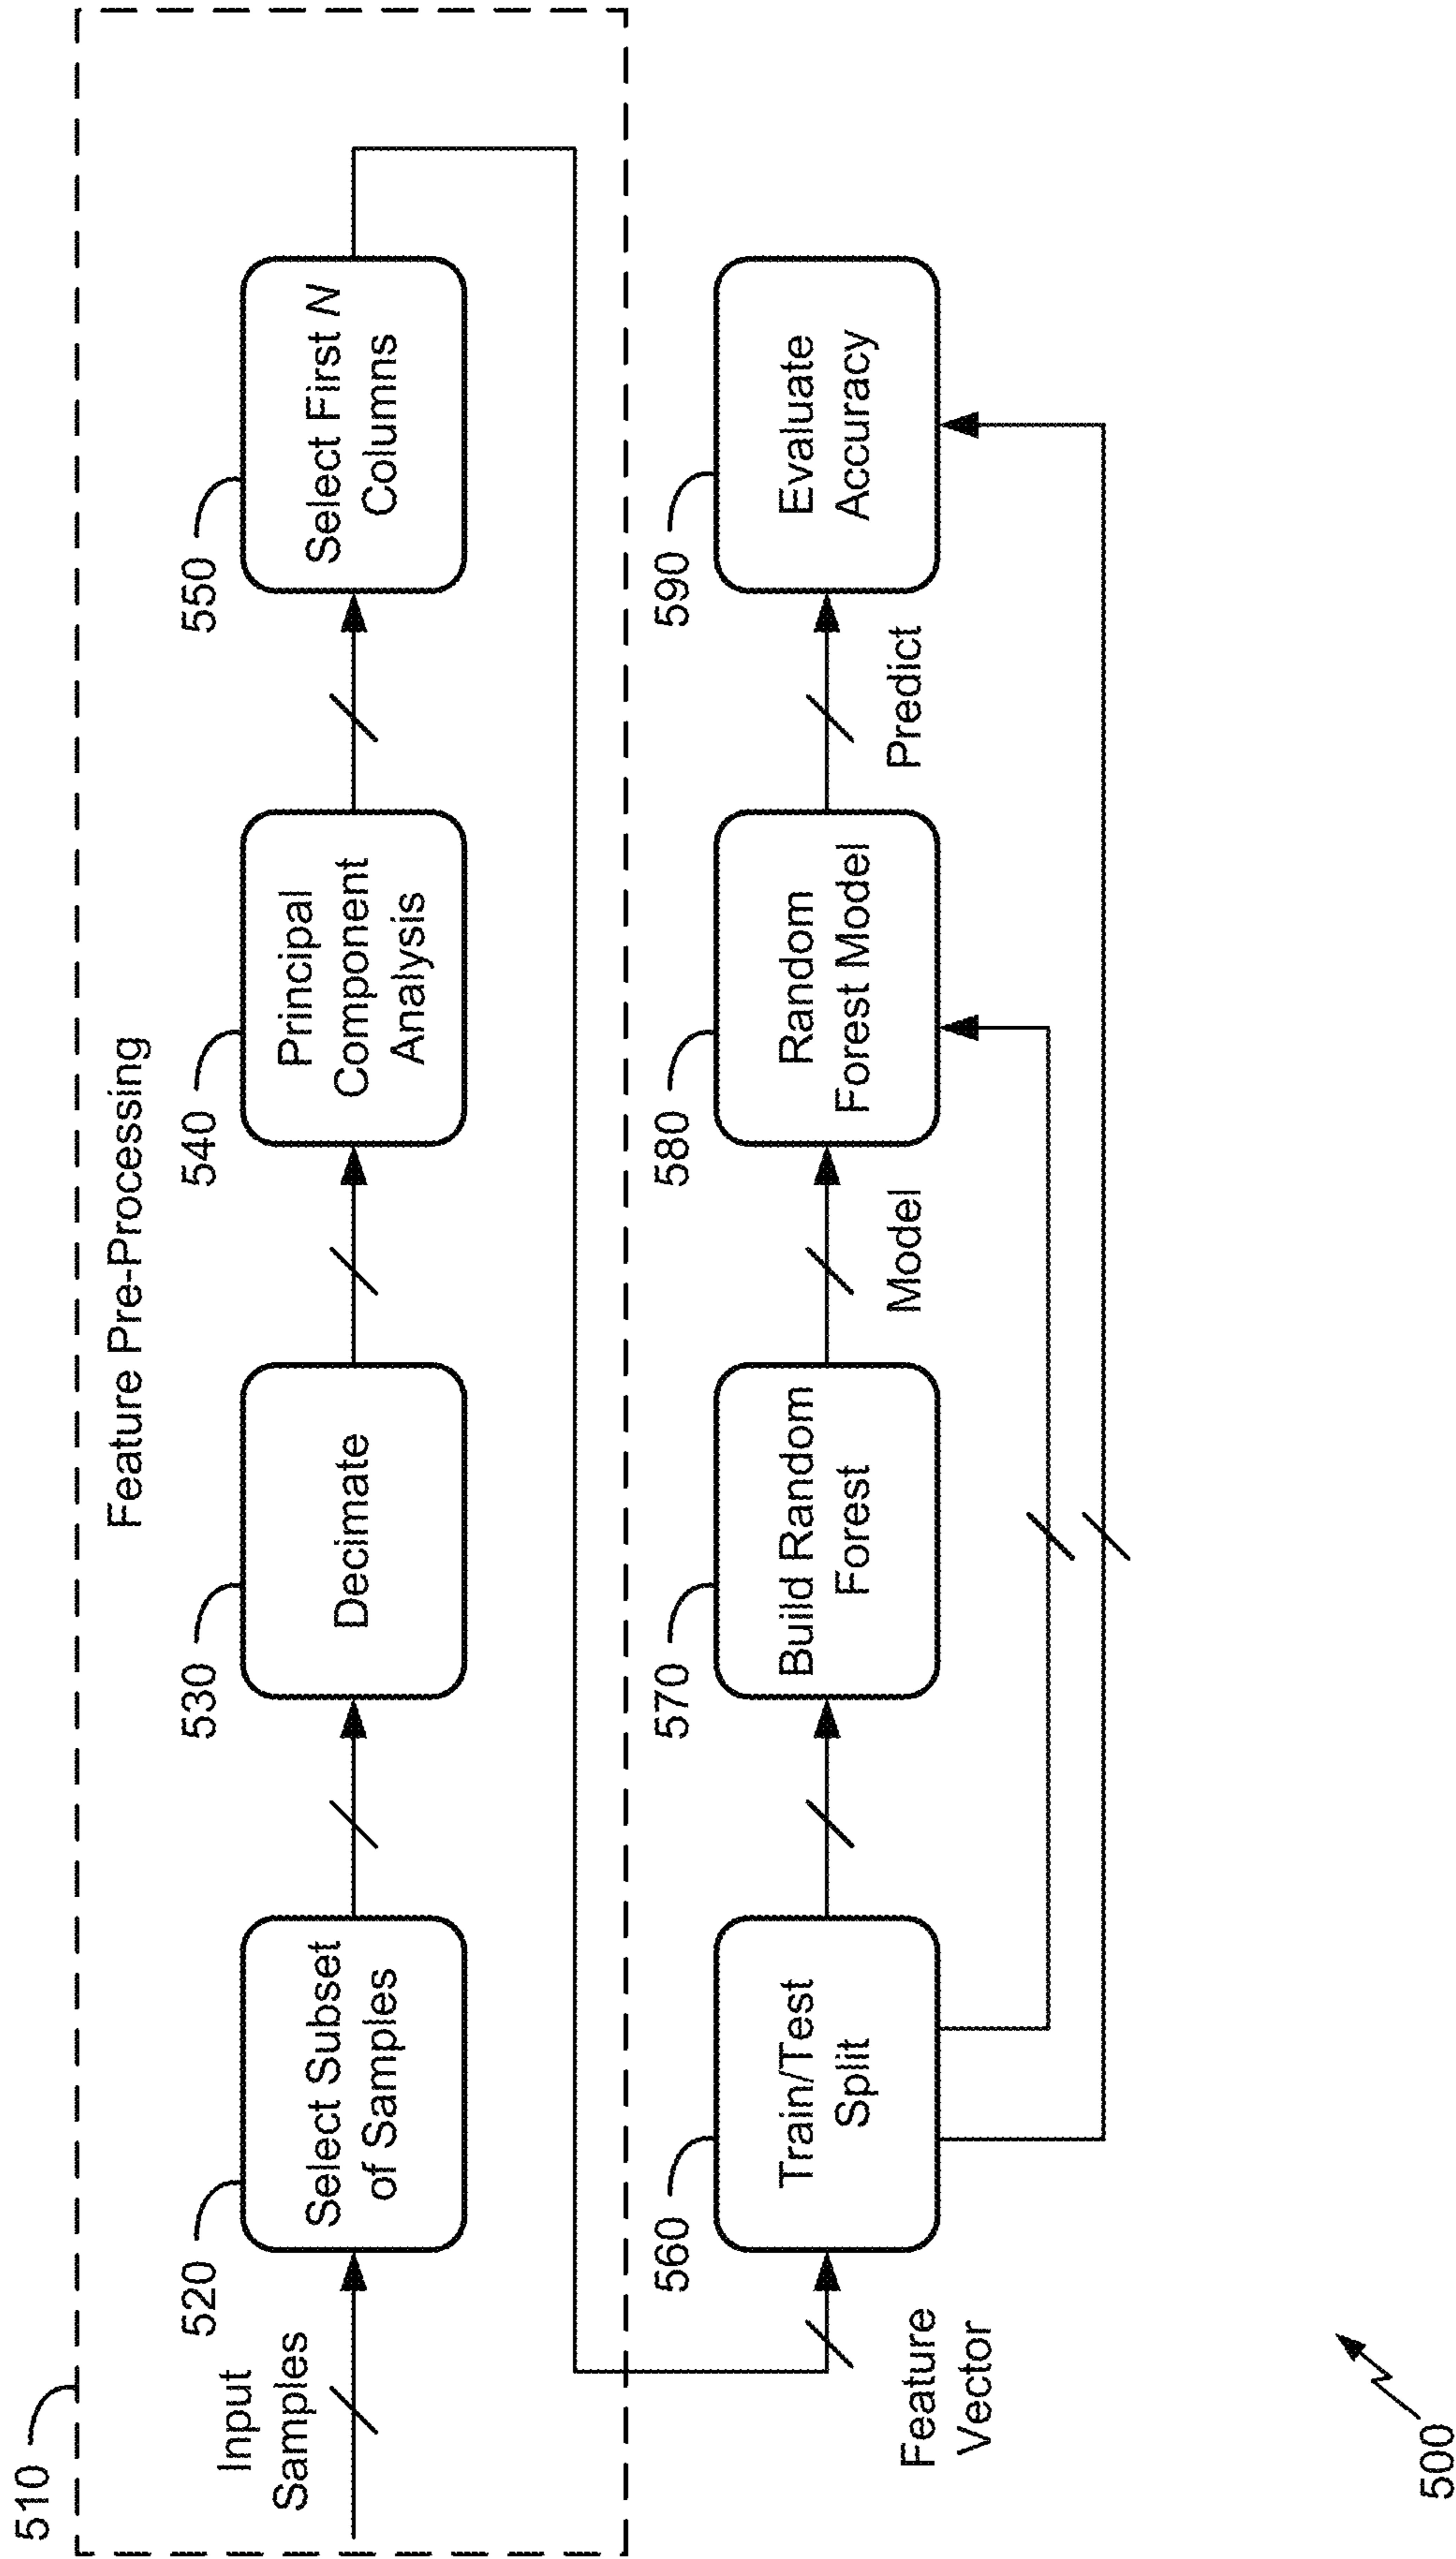 510
Feature Pre-Processing
Input
Samples
520
Select Subset
of Samples
530
Decimate
540
Principal
Component
Analysis
550
Select First N
Columns
Feature
Vector
560
Train/Test
Split
570
Build Random
Forest
Model
580
Random
Forest Model
Predict
590
Evaluate
Accuracy
500